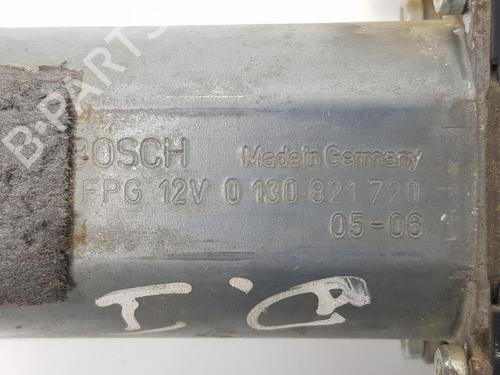 B-PARTS
BOSCH Made in Germany
FPG 12V 0 130 821 720
05-06
D.I